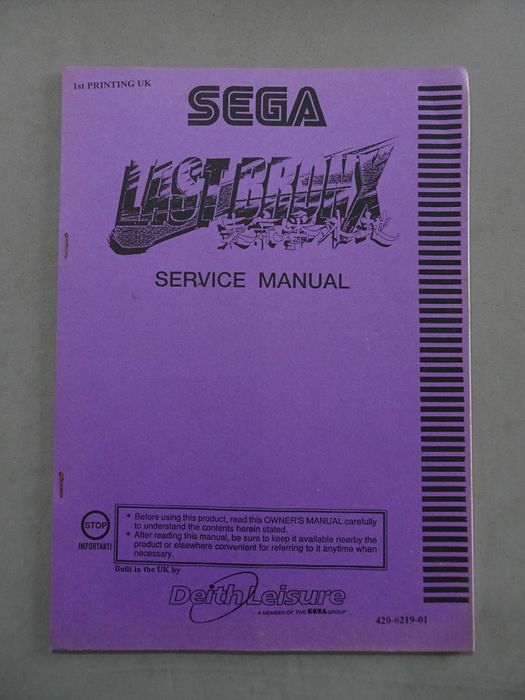 1st PRINTING UK
SEGA
LAST BRONX
東京番外地
SERVICE MANUAL
STOP
IMPORTANT!
* Before using this product, read this OWNER'S MANUAL carefully
to understand the contents herein stated.
* After reading this manual, be sure to keep it available nearby the
product or elsewhere convenient for referring to it anytime when
necessary.
Built in the UK by
Deith Leisure
A MEMBER OF THE SEGA GROUP
420-6219-01